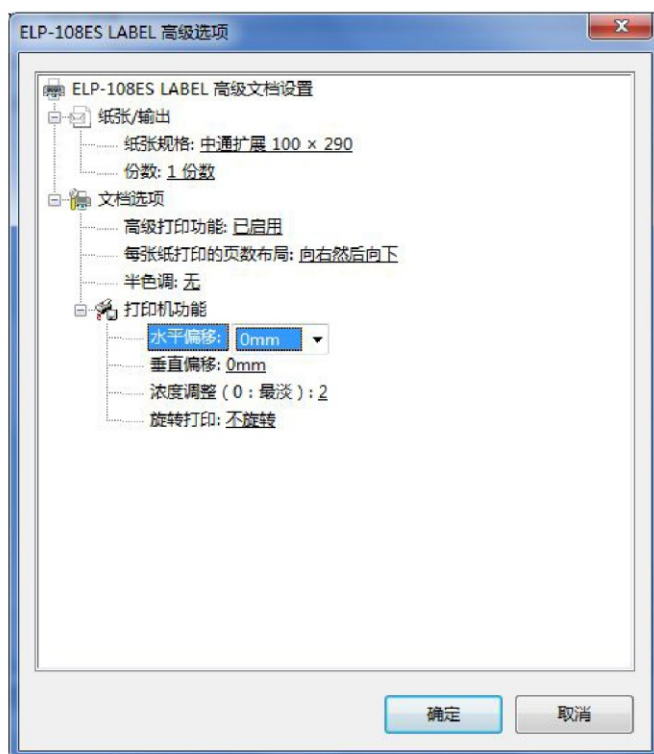 ELP-108ES LABEL 高级选项
ELP-108ES LABEL 高级文档设置
纸张/输出
纸张规格: 中通扩展 100 × 290
份数: 1 份数
文档选项
高级打印功能: 已启用
每张纸打印的页数布局: 向右然后向下
半色调: 无
打印机功能
水平偏移: 0mm
垂直偏移: 0mm
浓度调整 ( 0 : 最淡 ) : 2
旋转打印: 不旋转
确定 取消